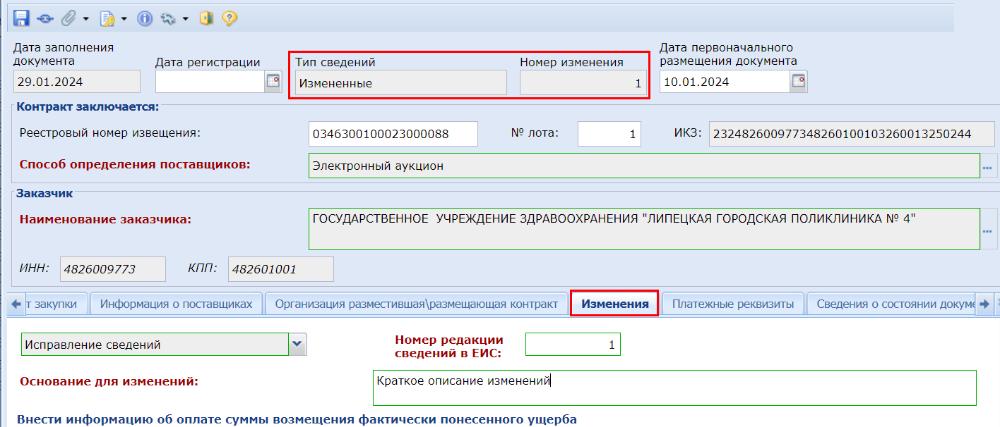 Дата заполнения документа
Дата регистрации
Тип сведений
Номер изменения
Дата первоначального размещения документа
29.01.2024
Измененные
1
10.01.2024
Контракт заключается:
Реестровый номер извещения:
0346300100023000088
№ лота:
1
ИКЗ:
232482600977348260100103260013250244
Способ определения поставщиков:
Электронный аукцион
...
Заказчик
Наименование заказчика:
ГОСУДАРСТВЕННОЕ  УЧРЕЖДЕНИЕ ЗДРАВООХРАНЕНИЯ "ЛИПЕЦКАЯ ГОРОДСКАЯ ПОЛИКЛИНИКА № 4"
...
ИНН:
4826009773
КПП:
482601001
т закупки
Информация о поставщиках
Организация разместившая\размещающая контракт
Изменения
Платежные реквизиты
Сведения о состоянии докуме
Исправление сведений
Номер редакции
сведений в ЕИС:
1
Основание для изменений:
Краткое описание изменений
Внести информацию об оплате суммы возмещения фактически понесенного ущерба